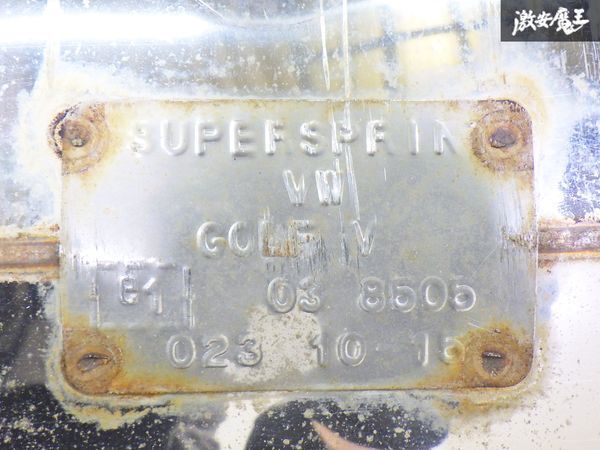 激安魔王
SUPERSPRIN
VW
GOLF V
e1 03 8505
023 10 15